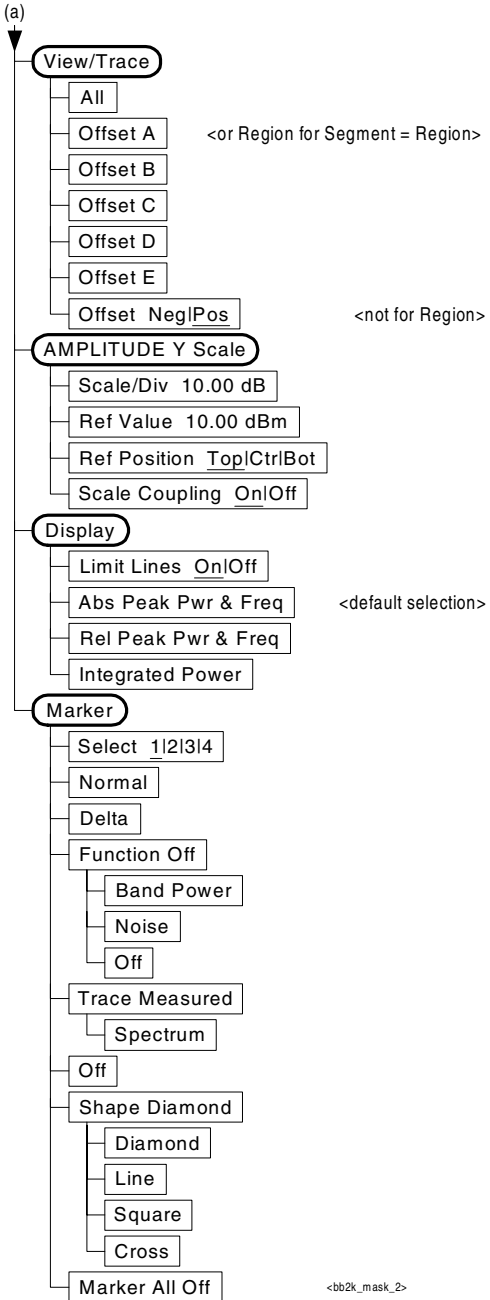 (a)
View/Trace
All
Offset A <or Region for Segment = Region>
Offset B
Offset C
Offset D
Offset E
Offset Neg|Pos <not for Region>
AMPLITUDE Y Scale
Scale/Div 10.00 dB
Ref Value 10.00 dBm
Ref Position Top|Ctr|Bot
Scale Coupling On|Off
Display
Limit Lines On|Off
Abs Peak Pwr & Freq <default selection>
Rel Peak Pwr & Freq
Integrated Power
Marker
Select 1|2|3|4
Normal
Delta
Function Off
Band Power
Noise
Off
Trace Measured
Spectrum
Off
Shape Diamond
Diamond
Line
Square
Cross
Marker All Off <bb2k_mask_2>